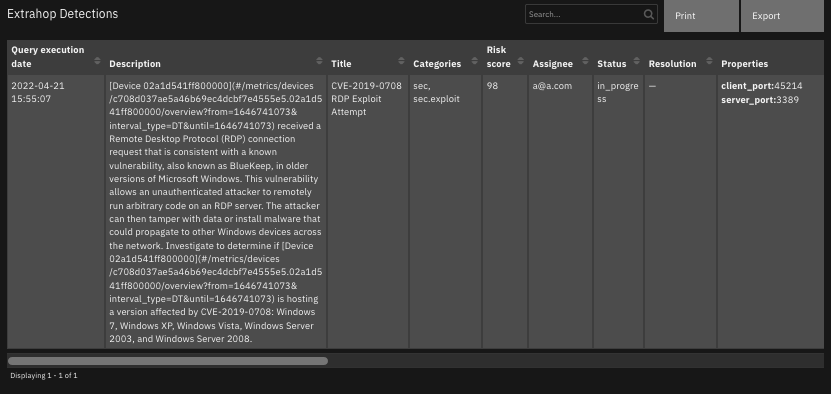 Extrahop Detections
Search...
Print
Export
Query execution
date
Description
Title
Categories
Risk
score
Assignee
Status
Resolution
Properties
2022-04-21
15:55:07
[Device 02a1d541ff800000](#/metrics/devices
/c708d037ae5a46b69ec4dcbf7e4555e5.02a1d5
41ff800000/overview?from=1646741073&
interval_type=DT&until=1646741073) received a
Remote Desktop Protocol (RDP) connection
request that is consistent with a known
vulnerability, also known as BlueKeep, in older
versions of Microsoft Windows. This vulnerability
allows an unauthenticated attacker to remotely
run arbitrary code on an RDP server. The attacker
can then tamper with data or install malware that
could propagate to other Windows devices across
the network. Investigate to determine if [Device
02a1d541ff800000](#/metrics/devices
/c708d037ae5a46b69ec4dcbf7e4555e5.02a1d5
41ff800000/overview?from=1646741073&
interval_type=DT&until=1646741073) is hosting
a version affected by CVE-2019-0708: Windows
7, Windows XP, Windows Vista, Windows Server
2003, and Windows Server 2008.
CVE-2019-0708
RDP Exploit
Attempt
sec,
sec.exploit
98
a@a.com
in_progre
ss
—
client_port:45214
server_port:3389
Displaying 1 - 1 of 1